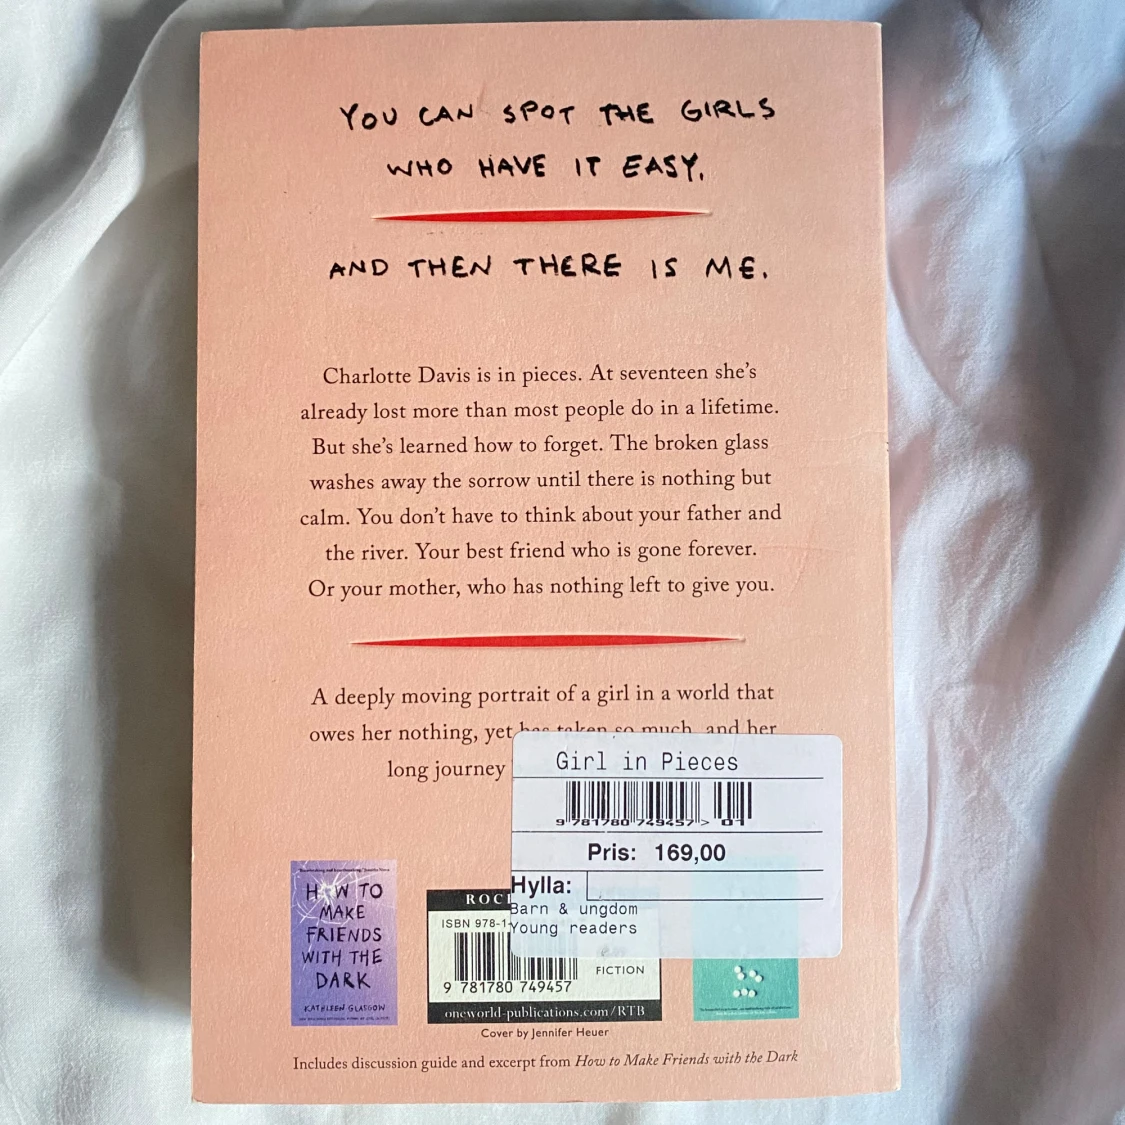 YOU CAN SPOT THE GIRLS
WHO HAVE IT EASY.
AND THEN THERE IS ME.
Charlotte Davis is in pieces. At seventeen she's
already lost more than most people do in a lifetime.
But she's learned how to forget. The broken glass
washes away the sorrow until there is nothing but
calm. You don't have to think about your father and
the river. Your best friend who is gone forever.
Or your mother, who has nothing left to give you.
A deeply moving portrait of a girl in a world that
owes her nothing, yet has taken so much, and her
long journey
Girl in Pieces
9 781780 749457 > 01
Pris: 169,00
Hylla:
Barn & ungdom
Young readers
HOW TO
MAKE
FRIENDS
WITH THE
DARK
KATHLEEN GLASGOW
ISBN 978-1
FICTION
9 781780 749457
oneworld-publications.com/RTB
Cover by Jennifer Heuer
Includes discussion guide and excerpt from How to Make Friends with the Dark